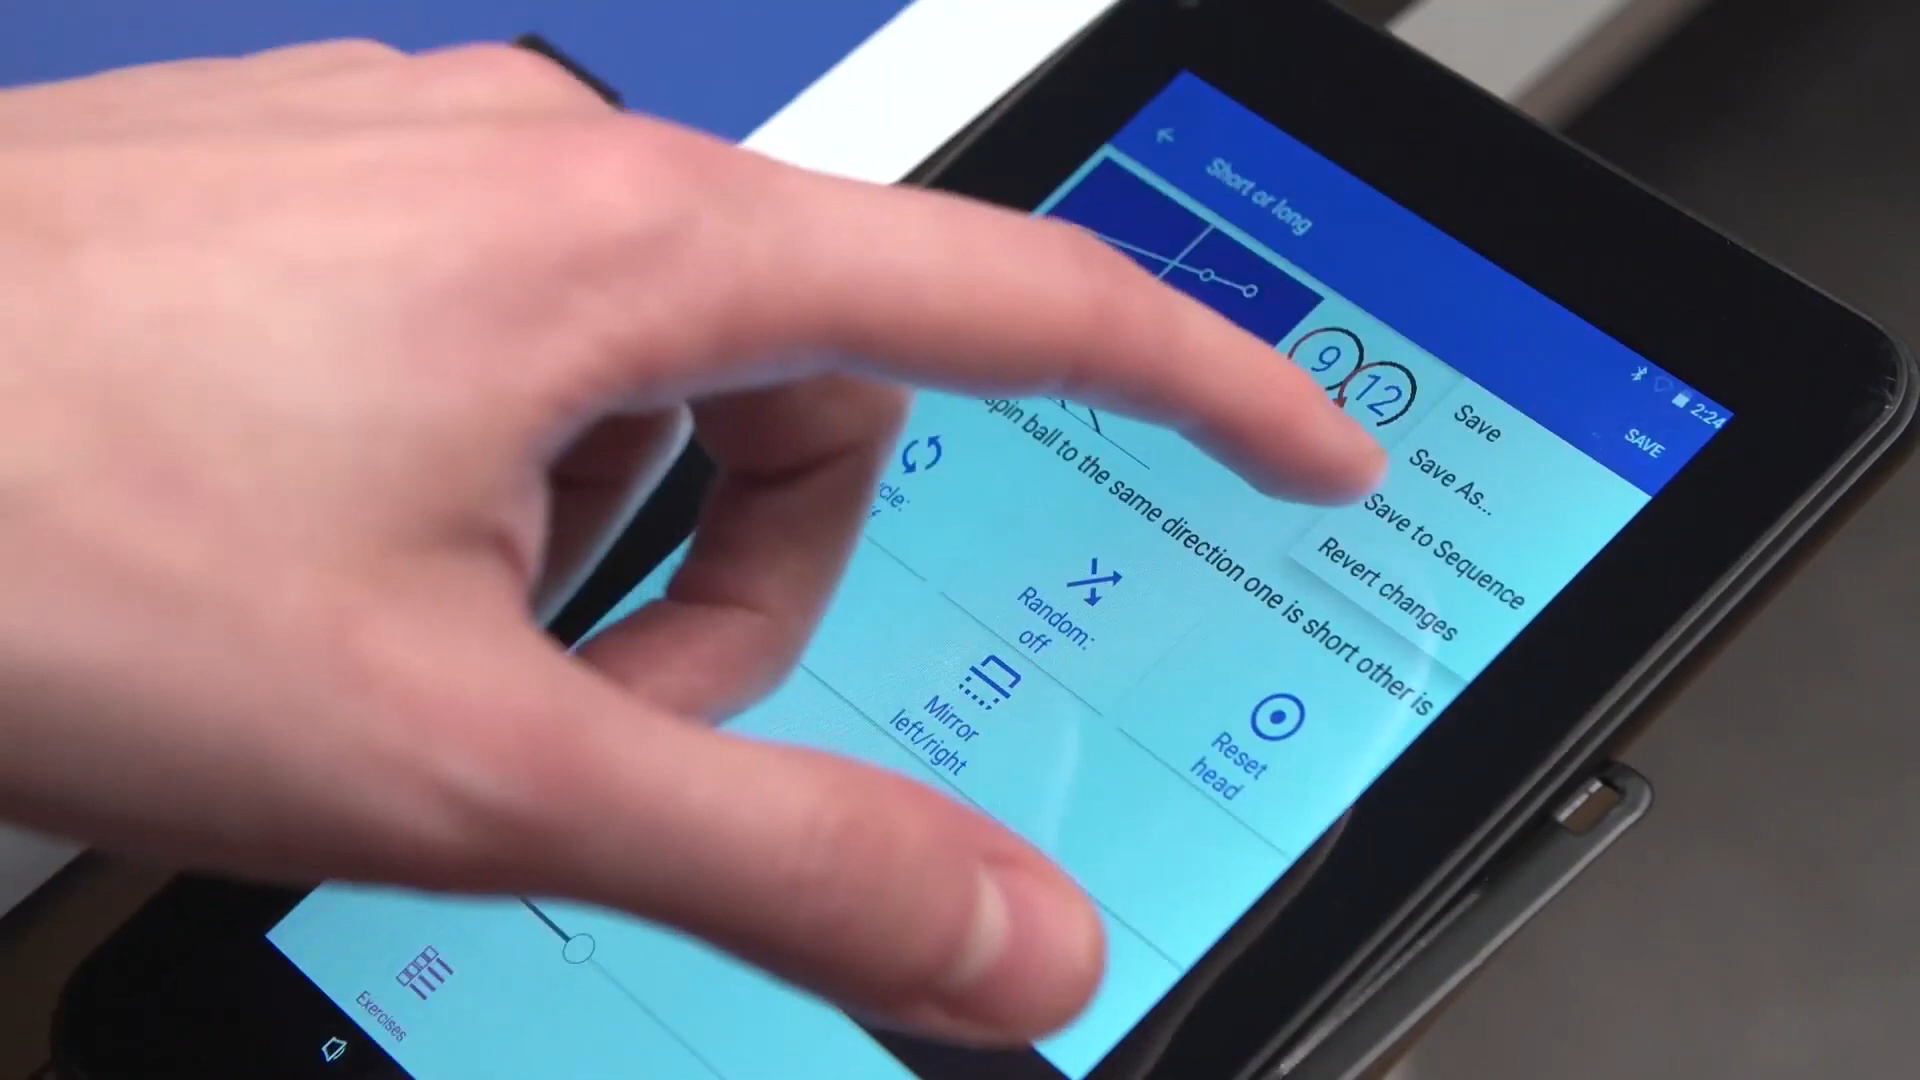 2:24
Short or long
SAVE
9
12
Save
Save As...
Save to Sequence
Revert changes
spin ball to the same direction one is short other is
Random:
off
Mirror
left/right
Reset
head
Exercises